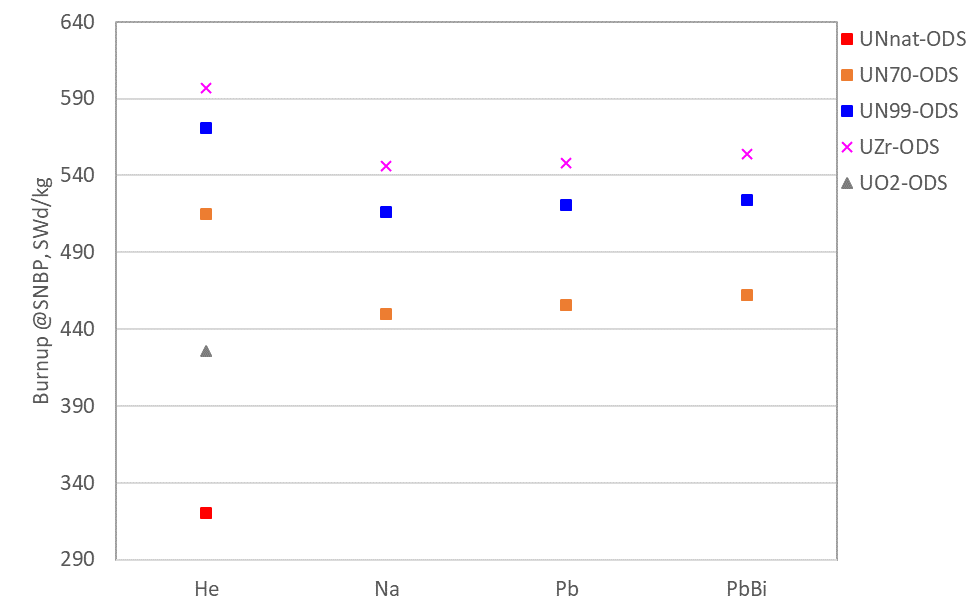 640
590
540
490
440
390
340
290
Burnup @SNBP, SWd/kg
He
Na
Pb
PbBi
UNnat-ODS
UN70-ODS
UN99-ODS
UZr-ODS
UO2-ODS